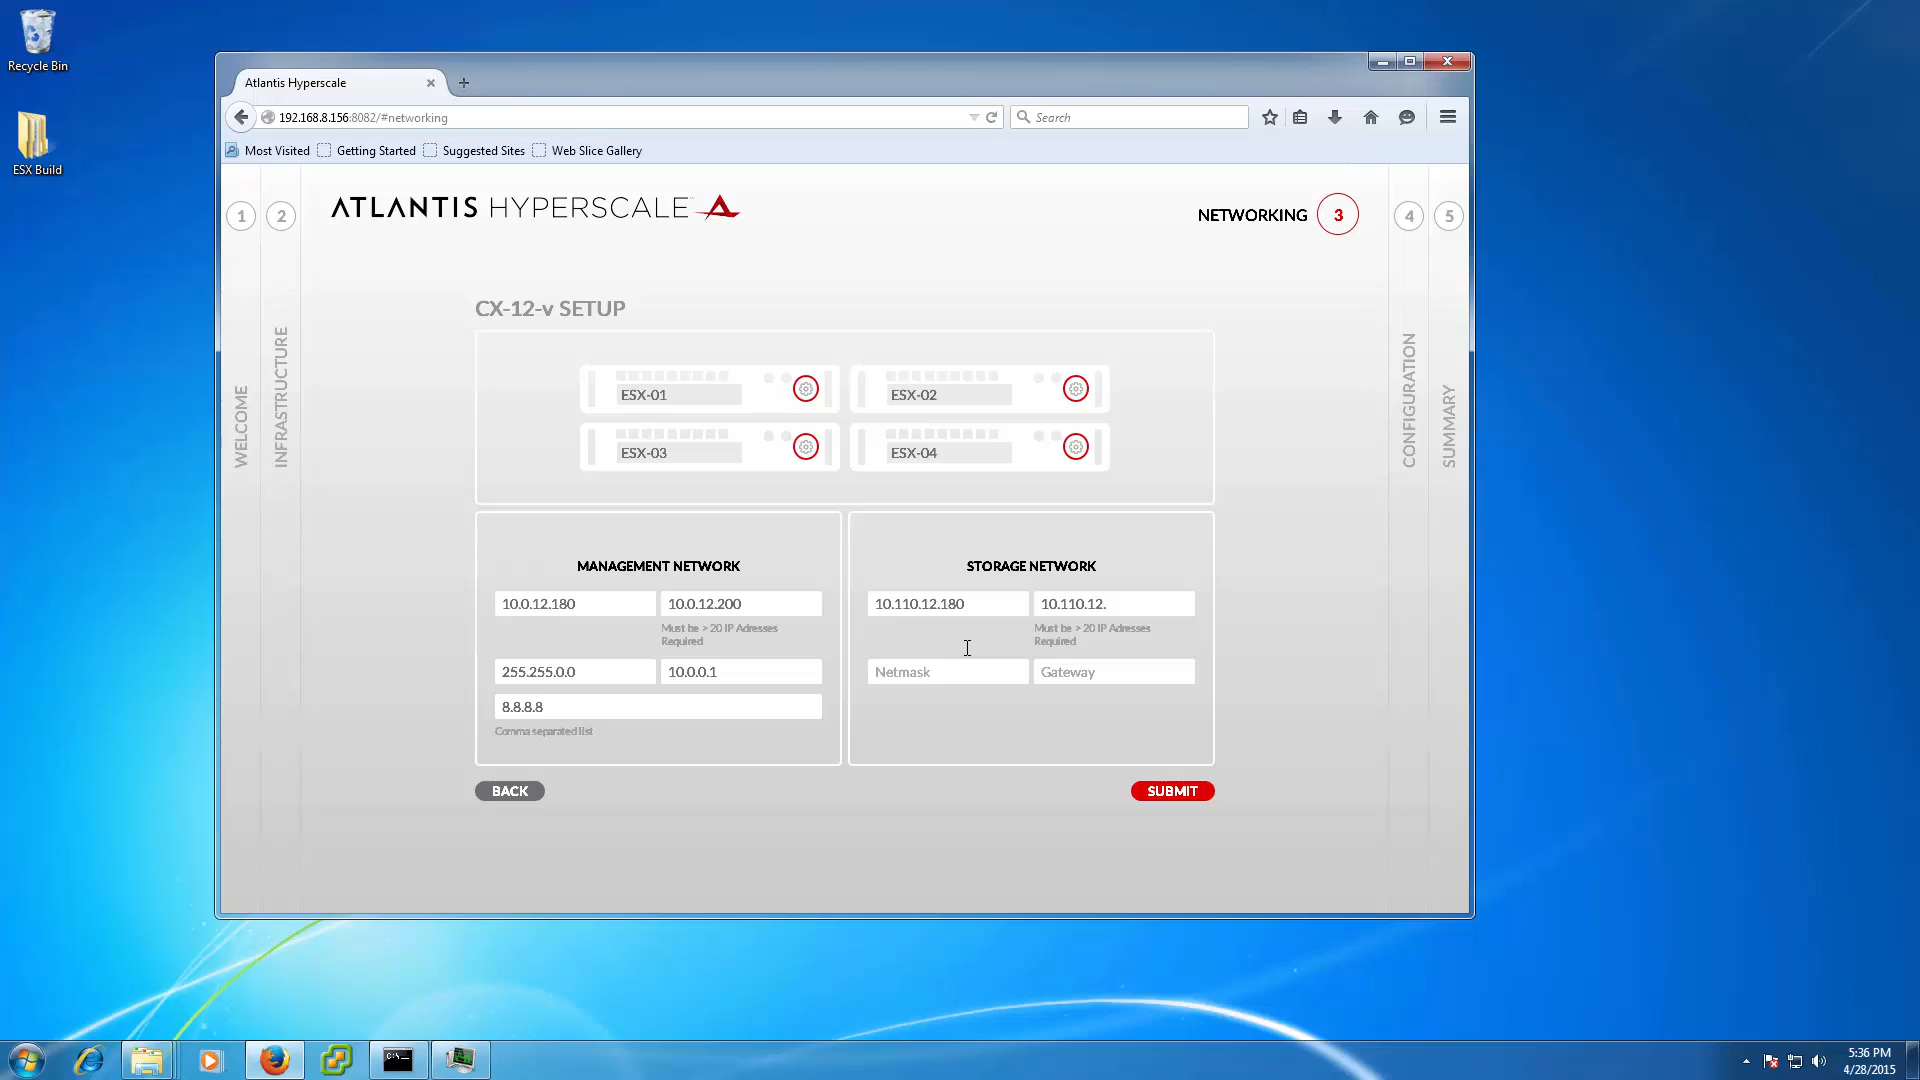 Recycle Bin
ESX Build
Atlantis Hyperscale
192.168.8.156:8082/#networking
Search
Most Visited
Getting Started
Suggested Sites
Web Slice Gallery
1
2
ATLANTIS HYPERSCALE
NETWORKING 3
4
5
WELCOME
INFRASTRUCTURE
CONFIGURATION
SUMMARY
CX-12-v SETUP
ESX-01
ESX-02
ESX-03
ESX-04
MANAGEMENT NETWORK
10.0.12.180
10.0.12.200
Must be > 20 IP Adresses
Required
255.255.0.0
10.0.0.1
8.8.8.8
Comma separated list
STORAGE NETWORK
10.110.12.180
10.110.12.
Must be > 20 IP Adresses
Required
Netmask
Gateway
BACK
SUBMIT
C:\.
5:36 PM
4/28/2015